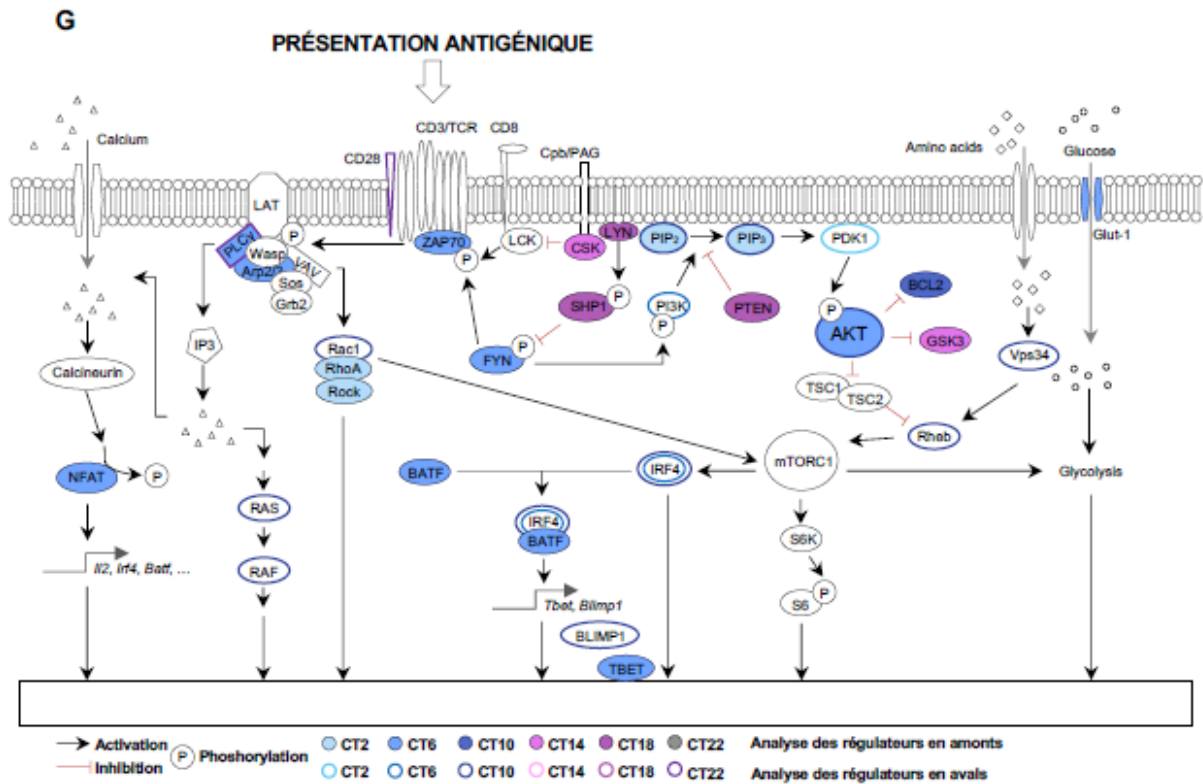 G
PRÉSENTATION ANTIGÉNIQUE
Calcium
CD28
CD3/TCR
CD8
Cpb/PAG
Amino acids
Glucose
LAT
PLCγ
Wasp
P
VAV
Arp2/3
Sos
Grb2
ZAP70
P
LCK
CSK
LYN
PIP2
PIP3
PDK1
Glut-1
SHP1
P
PI3K
P
PTEN
P
AKT
BCL2
GSK3
IP3
Rac1
RhoA
Rock
FYN
P
Vps34
Calcineurin
TSC1
TSC2
Rheb
NFAT
P
BATF
IRF4
mTORC1
Glycolysis
RAS
IRF4
BATF
S6K
RAF
Il2, Irf4, Batf, ...
Tbet, Blimp1
P
S6
BLIMP1
TBET
Activation
P Phoshorylation
CT2 CT6 CT10 CT14 CT18 CT22 Analyse des régulateurs en amonts
Inhibition
CT2 CT6 CT10 CT14 CT18 CT22 Analyse des régulateurs en avals